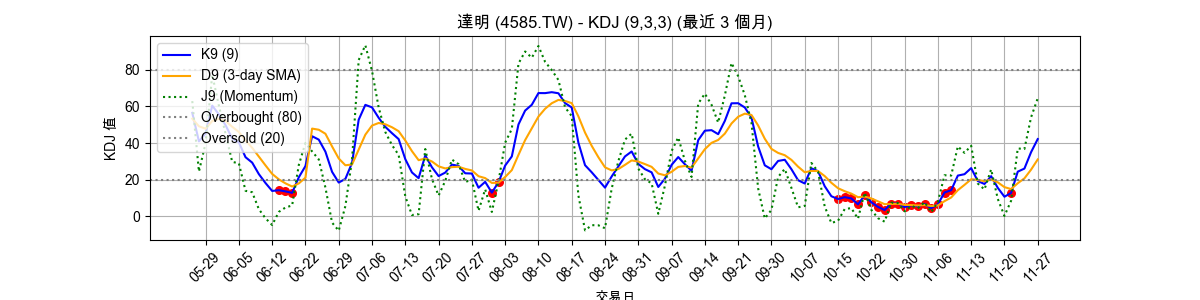 達明 (4585.TW) - KDJ (9,3,3) (最近 3 個月)
K9 (9)
D9 (3-day SMA)
J9 (Momentum)
Overbought (80)
Oversold (20)
KDJ 值
80
60
40
20
0
05-29 06-05 06-12 06-22 06-29 07-06 07-13 07-20 07-27 08-03 08-10 08-17 08-24 08-31 09-07 09-14 09-21 09-30 10-07 10-15 10-22 10-30 11-06 11-13 11-20 11-27
交易日